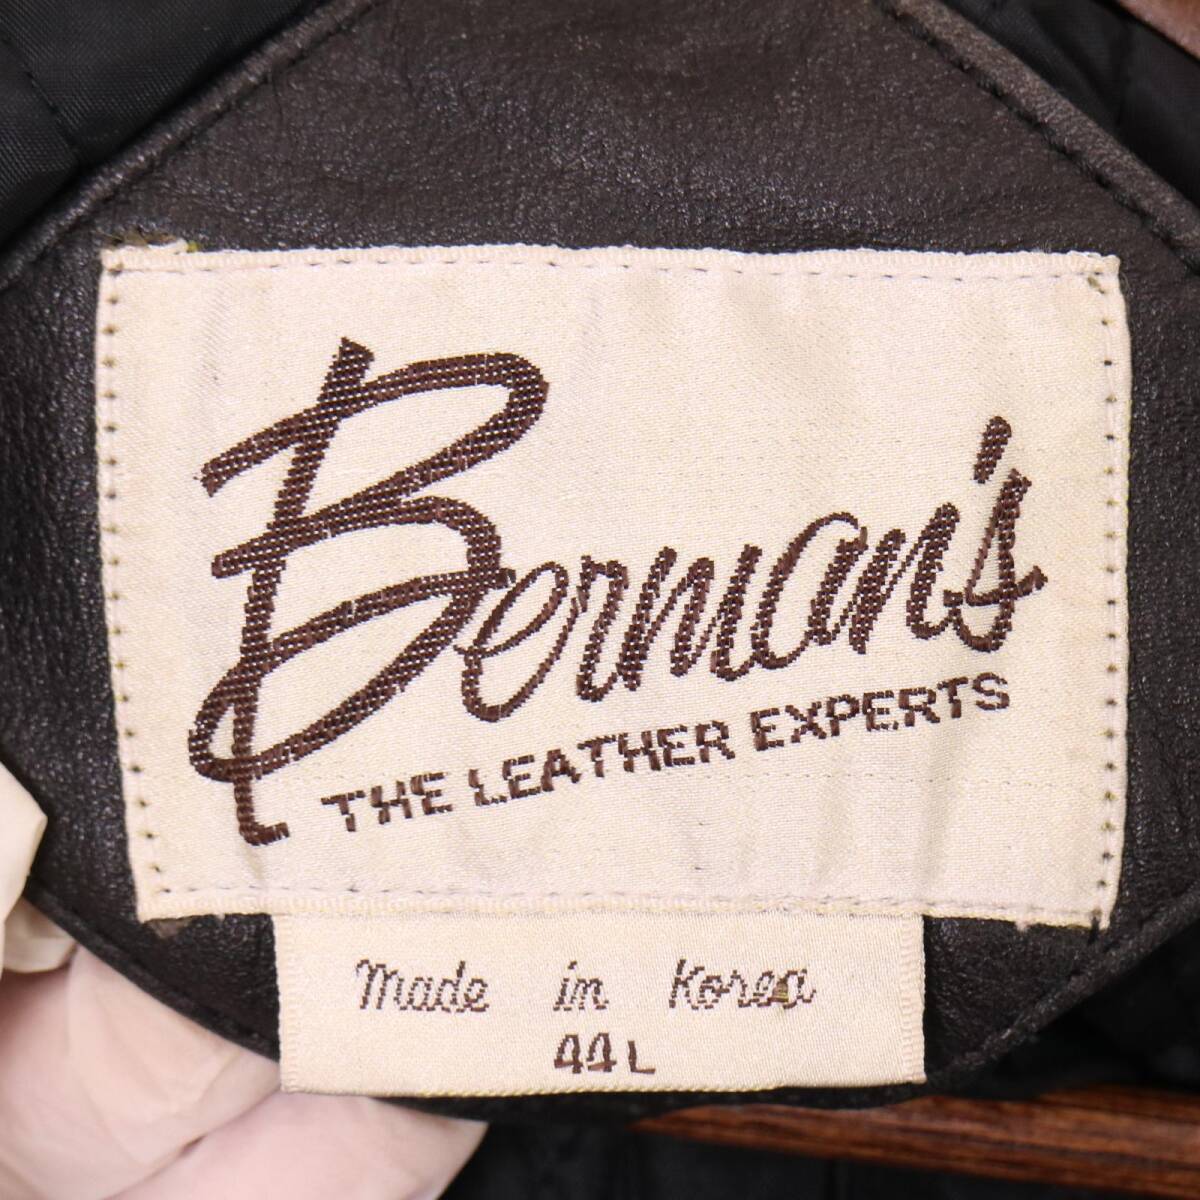 Berman's
THE LEATHER EXPERTS
Made in Korea
44L